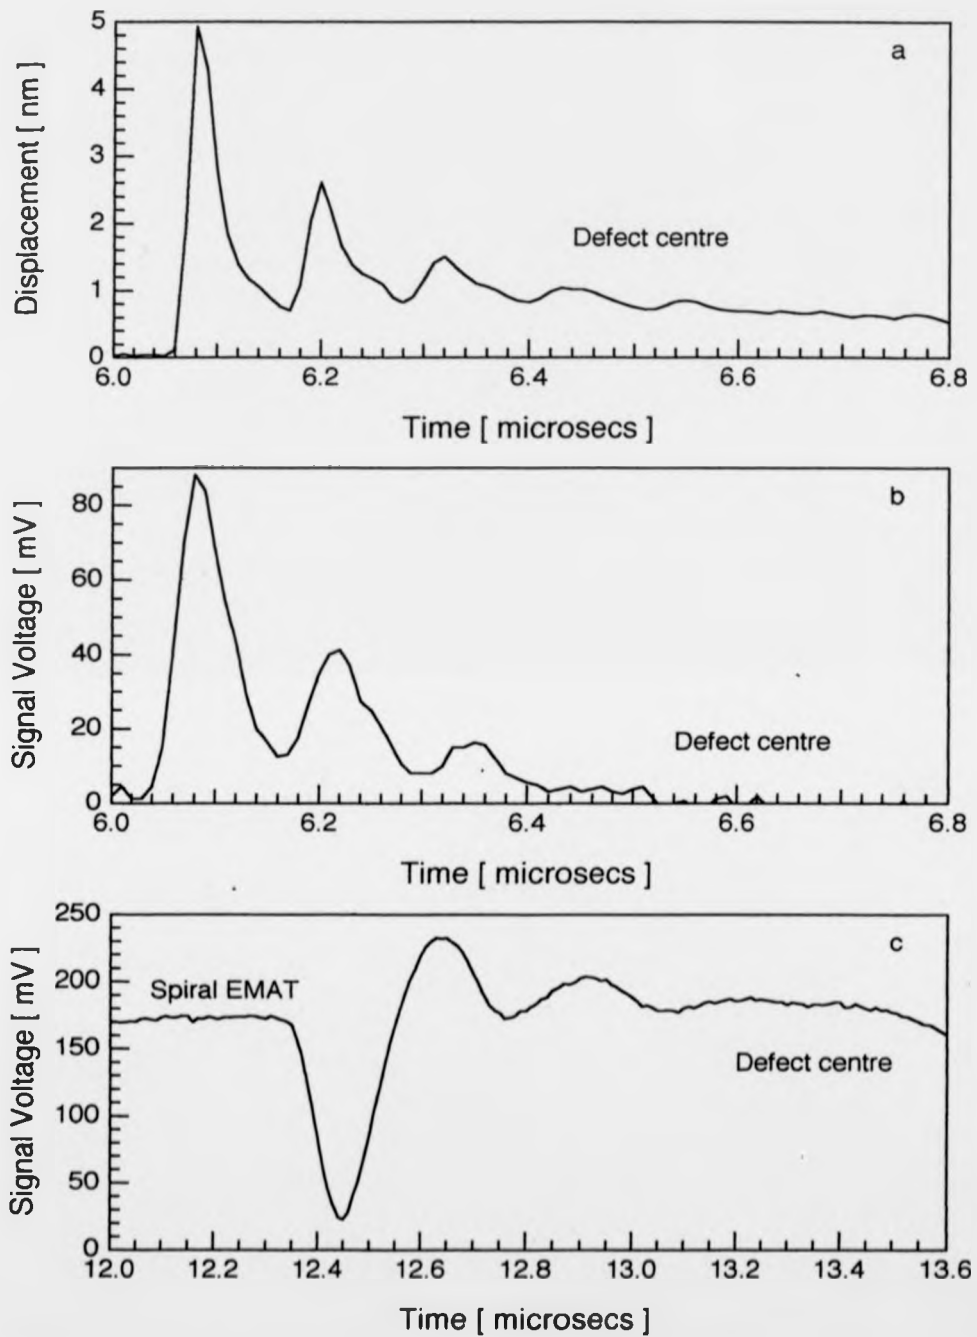 a
5
4
3
2
1
0
Displacement [ nm ]
Defect centre
6.0 6.2 6.4 6.6 6.8
Time [ microsecs ]
b
80
60
40
20
0
Signal Voltage [ mV ]
Defect centre
6.0 6.2 6.4 6.6 6.8
Time [ microsecs ]
c
250
200
150
100
50
0
Signal Voltage [ mV ]
Spiral EMAT
Defect centre
12.0 12.2 12.4 12.6 12.8 13.0 13.2 13.4 13.6
Time [ microsecs ]